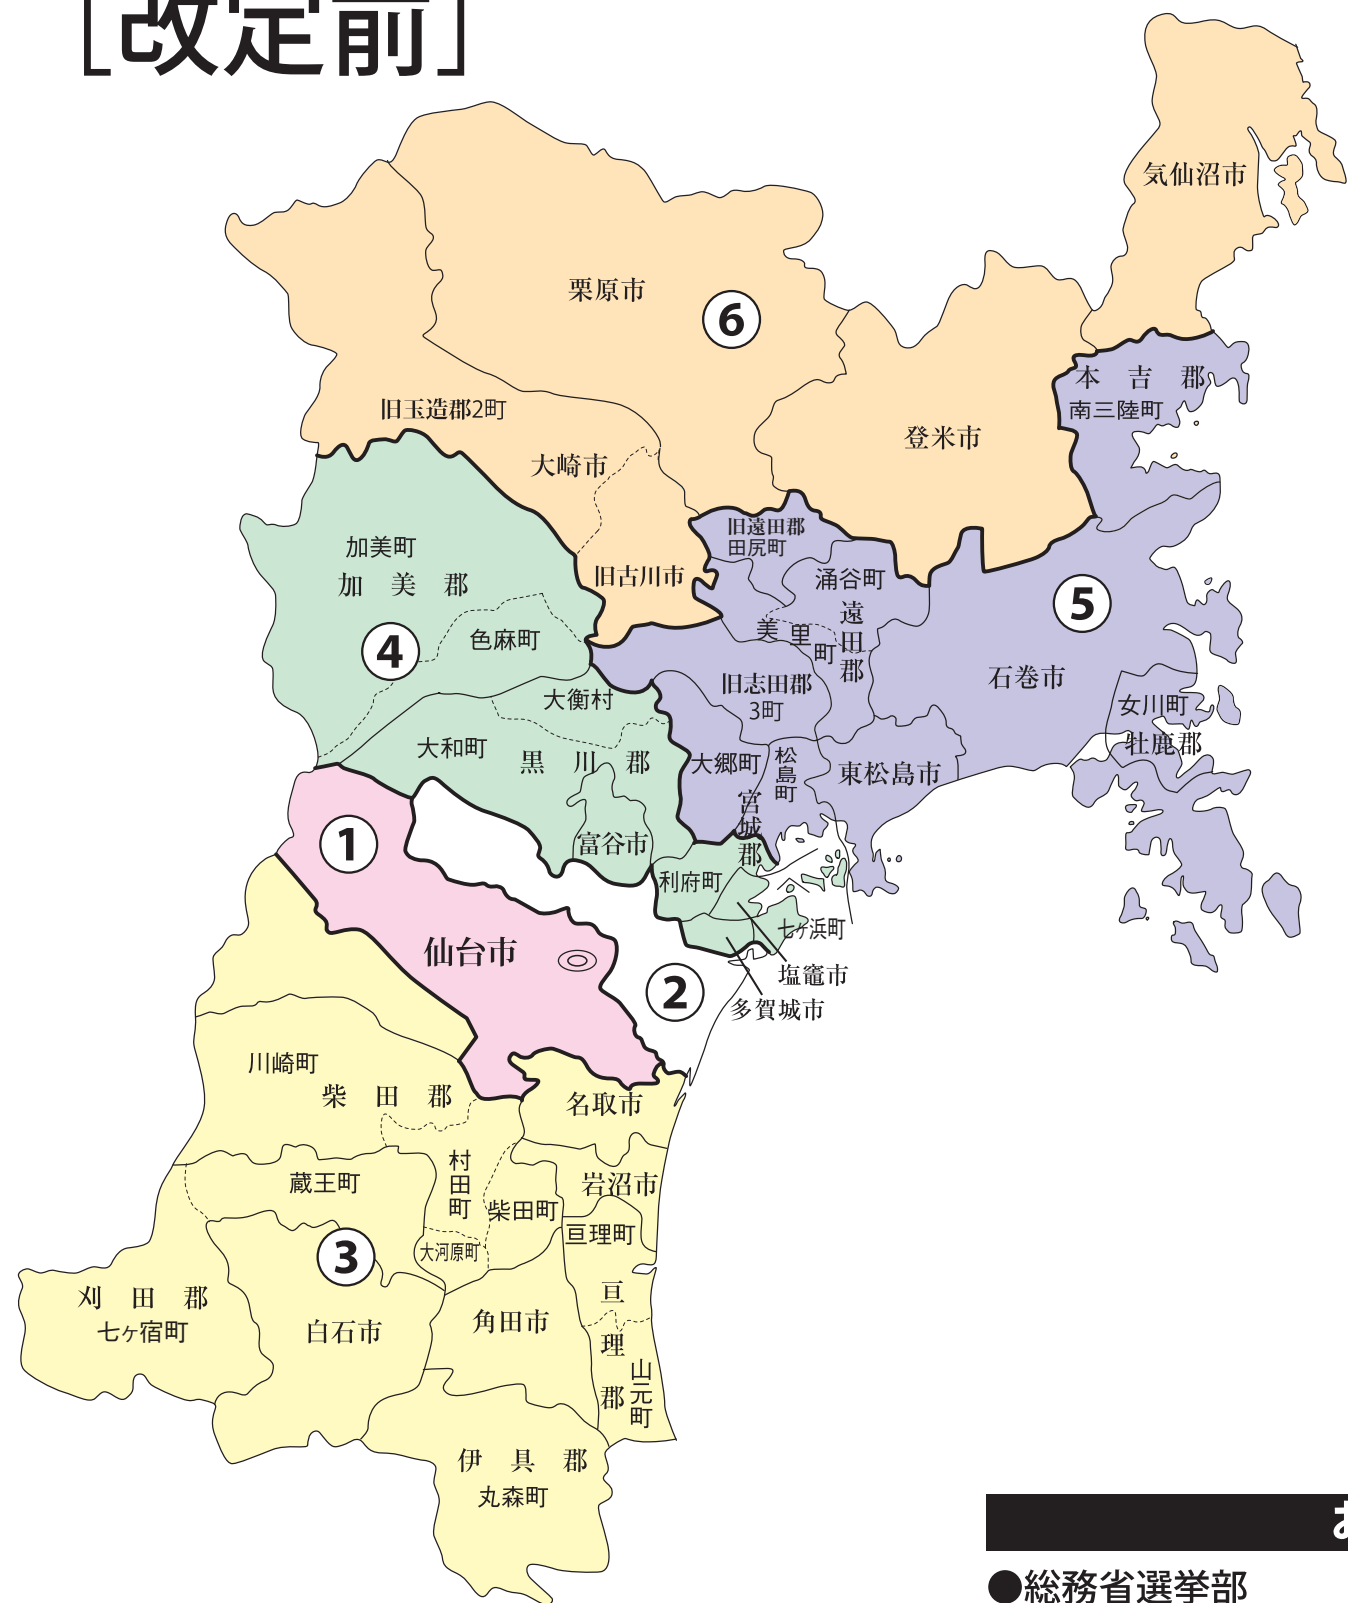 ［改定前］
気仙沼市
栗原市
⑥
本吉郡
南三陸町
旧玉造郡2町
登米市
大崎市
旧遠田郡
田尻町
加美町
加美郡
旧古川市
涌谷町
遠田郡
⑤
④
色麻町
美里町
石巻市
旧志田郡
3町
女川町
牡鹿郡
大衡村
大和町
黒川郡
大郷町
松島町
東松島市
宮城郡
①
富谷市
利府町
七ヶ浜町
仙台市
②
塩竈市
多賀城市
川崎町
柴田郡
名取市
村田町
蔵王町
岩沼市
柴田町
亘理町
大河原町
③
刈田郡
七ヶ宿町
白石市
角田市
亘理郡
山元町
伊具郡
丸森町
●総務省選挙部